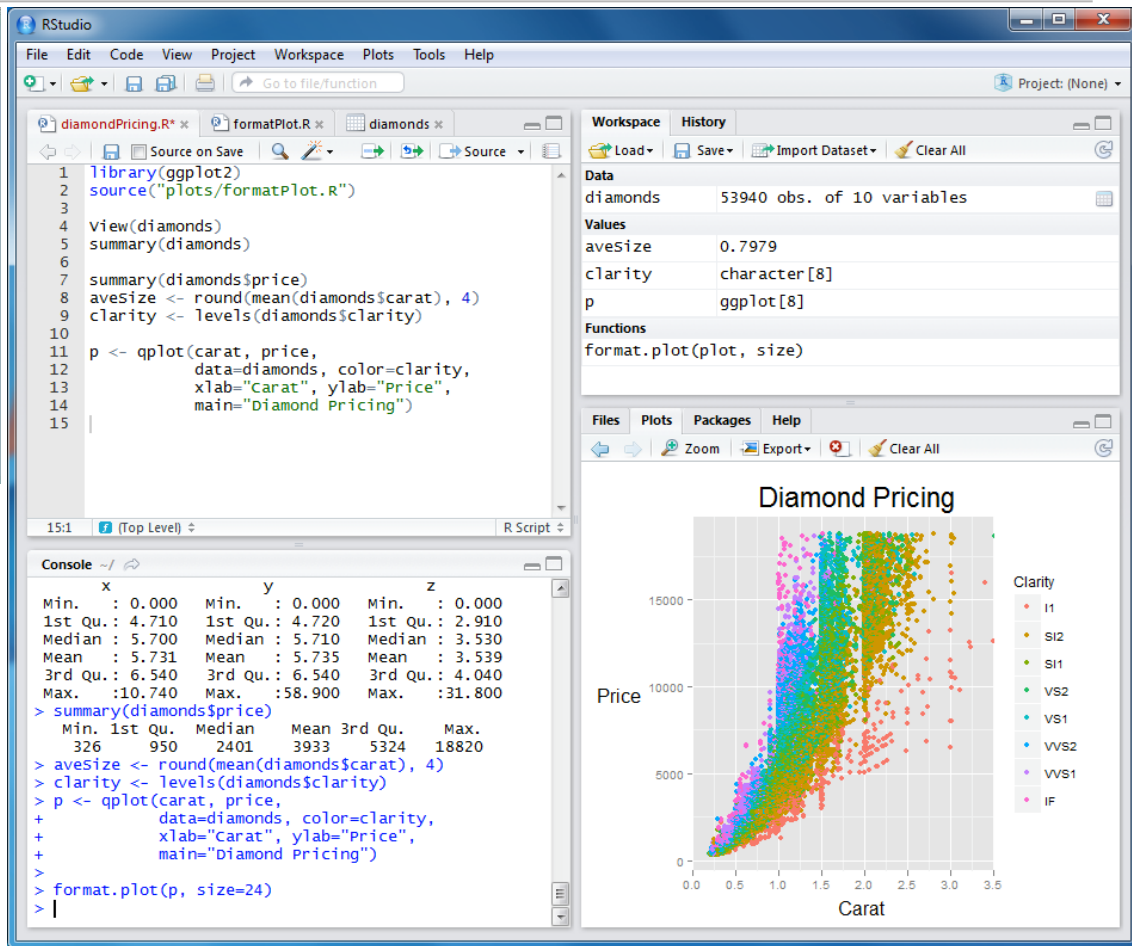 RStudio
File Edit Code View Project Workspace Plots Tools Help
Go to file/function
Project: (None)
diamondPricing.R* formatPlot.R diamonds
Source on Save Source
1 library(ggplot2)
2 source("plots/formatPlot.R")
3
4 View(diamonds)
5 summary(diamonds)
6
7 summary(diamonds$price)
8 aveSize <- round(mean(diamonds$carat), 4)
9 clarity <- levels(diamonds$clarity)
10
11 p <- qplot(carat, price,
12 data=diamonds, color=clarity,
13 xlab="Carat", ylab="Price",
14 main="Diamond Pricing")
15
15:1 (Top Level) R Script
Console ~/
x y z
Min. : 0.000 Min. : 0.000 Min. : 0.000
1st Qu.: 4.710 1st Qu.: 4.720 1st Qu.: 2.910
Median : 5.700 Median : 5.710 Median : 3.530
Mean : 5.731 Mean : 5.735 Mean : 3.539
3rd Qu.: 6.540 3rd Qu.: 6.540 3rd Qu.: 4.040
Max. :10.740 Max. :58.900 Max. :31.800
> summary(diamonds$price)
Min. 1st Qu. Median Mean 3rd Qu. Max.
326 950 2401 3933 5324 18820
> aveSize <- round(mean(diamonds$carat), 4)
> clarity <- levels(diamonds$clarity)
> p <- qplot(carat, price,
+ data=diamonds, color=clarity,
+ xlab="Carat", ylab="Price",
+ main="Diamond Pricing")
>
> format.plot(p, size=24)
>
Workspace History
Load Save Import Dataset Clear All
Data
diamonds 53940 obs. of 10 variables
Values
aveSize 0.7979
clarity character[8]
p ggplot[8]
Functions
format.plot(plot, size)
Files Plots Packages Help
Zoom Export Clear All
Diamond Pricing
Price
15000
10000
5000
0
0.0 0.5 1.0 1.5 2.0 2.5 3.0 3.5
Carat
Clarity
I1
SI2
SI1
VS2
VS1
VVS2
VVS1
IF